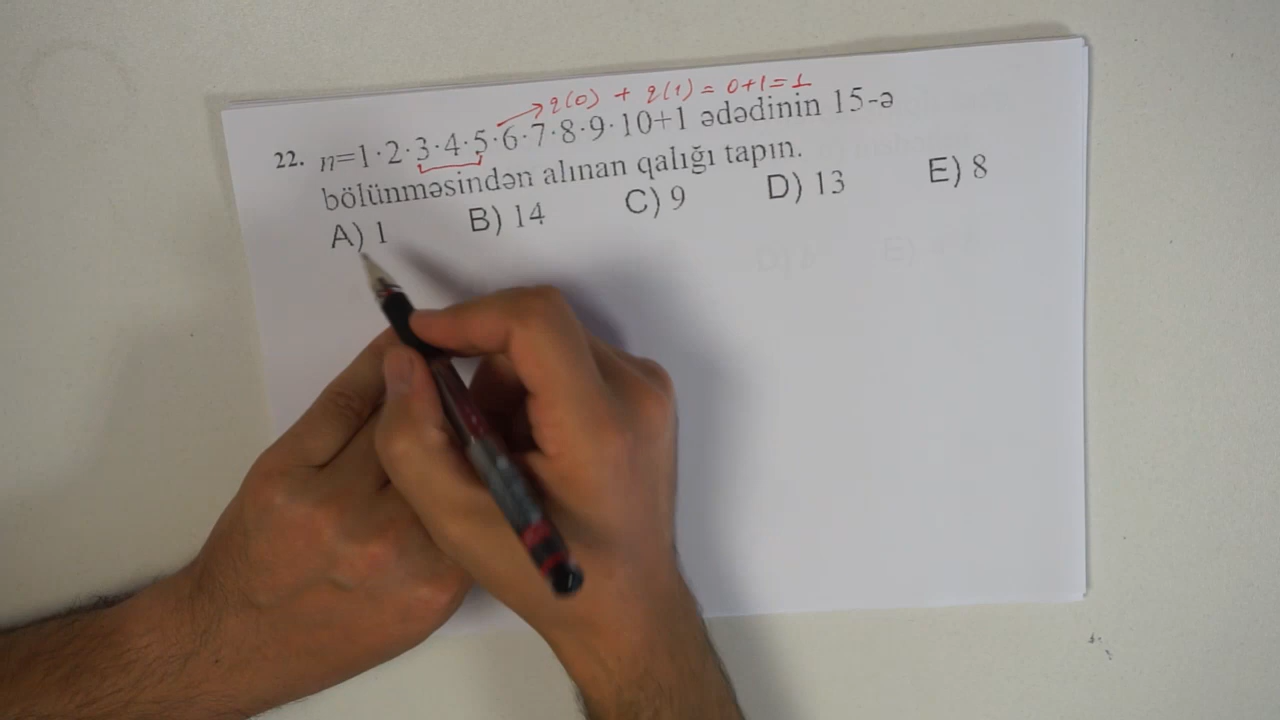 q(0) + q(1) = 0+1=1
22. n=1·2·3·4·5·6·7·8·9·10+1 ədədinin 15-ə
bölünməsindən alınan qalığı tapın.
A) 1 B) 14 C) 9 D) 13 E) 8